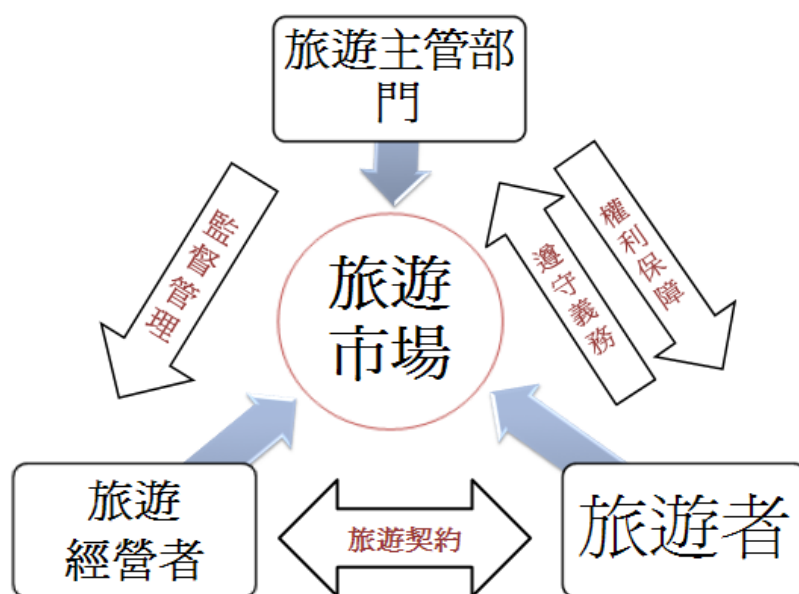 旅遊主管部
門
監督管理
權利保障
遵守義務
旅遊
市場
旅遊
經營者
旅遊契約
旅遊者